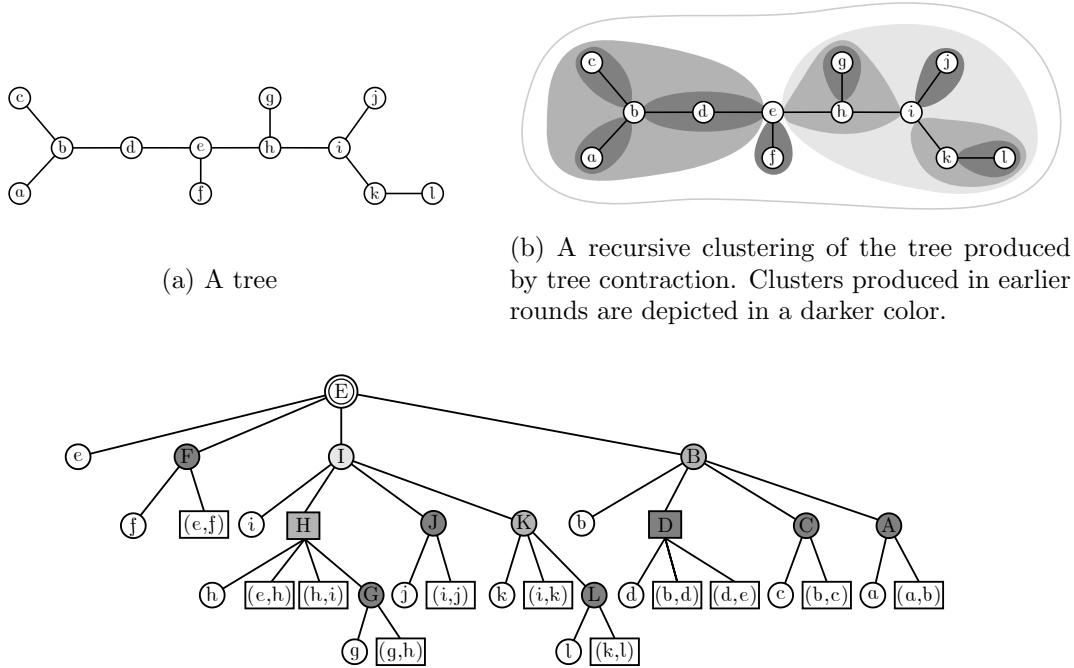 c g j
b d e h i
a f k l
(a) A tree
c g j
b d e h i
a f k l
(b) A recursive clustering of the tree produced
by tree contraction. Clusters produced in earlier
rounds are depicted in a darker color.
E
e F I B
f (e,f) i H J K b D C A
h (e,h) (h,i) G j (i,j) k (i,k) L d (b,d) (d,e) c (b,c) a (a,b)
g (g,h) l (k,l)